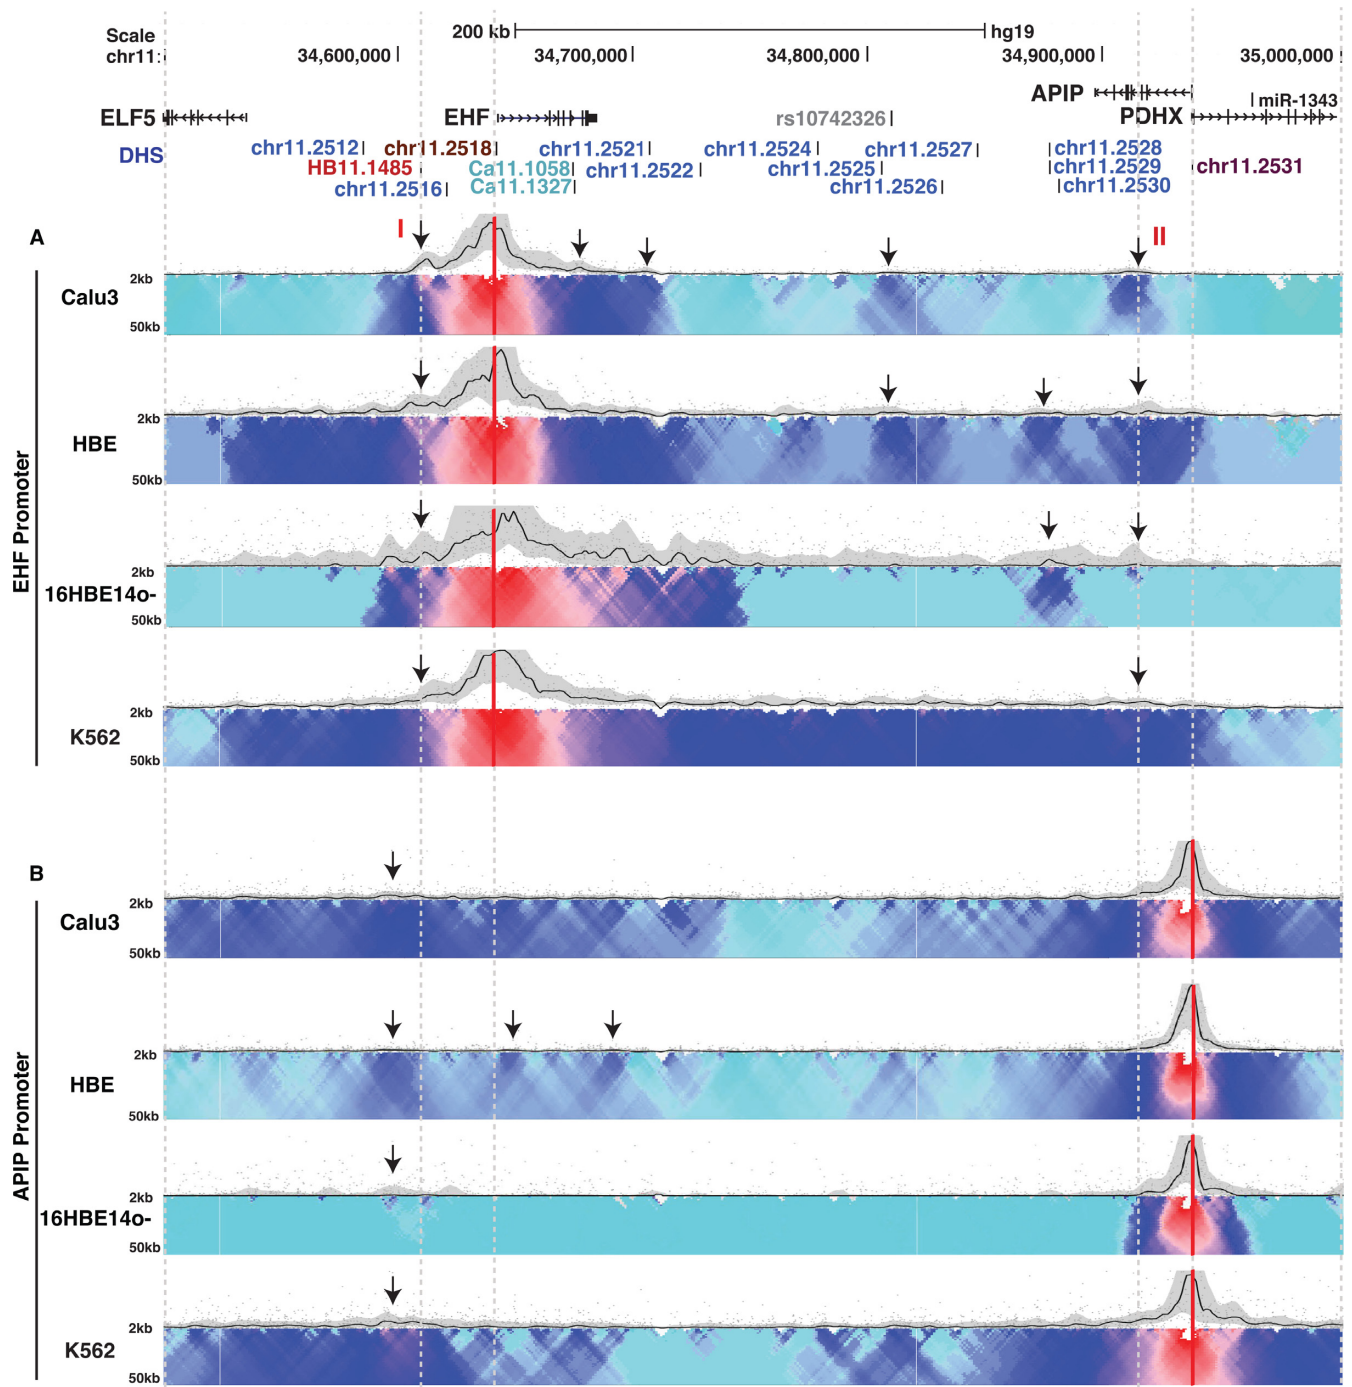 Scale 200 kb hg19
chr11: 34,600,000 34,700,000 34,800,000 34,900,000 35,000,000
APIP
miR-1343
ELF5 EHF rs10742326 PDHX
DHS chr11.2512 chr11.2518 chr11.2521 chr11.2524 chr11.2527 chr11.2528
HB11.1485 Ca11.1058 chr11.2522 chr11.2525 chr11.2529 chr11.2531
chr11.2516 Ca11.1327 chr11.2526 chr11.2530
A
I II
EHF Promoter
2kb
Calu3
50kb
2kb
HBE
50kb
2kb
16HBE14o-
50kb
2kb
K562
50kb
B
APIP Promoter
2kb
Calu3
50kb
2kb
HBE
50kb
2kb
16HBE14o-
50kb
2kb
K562
50kb